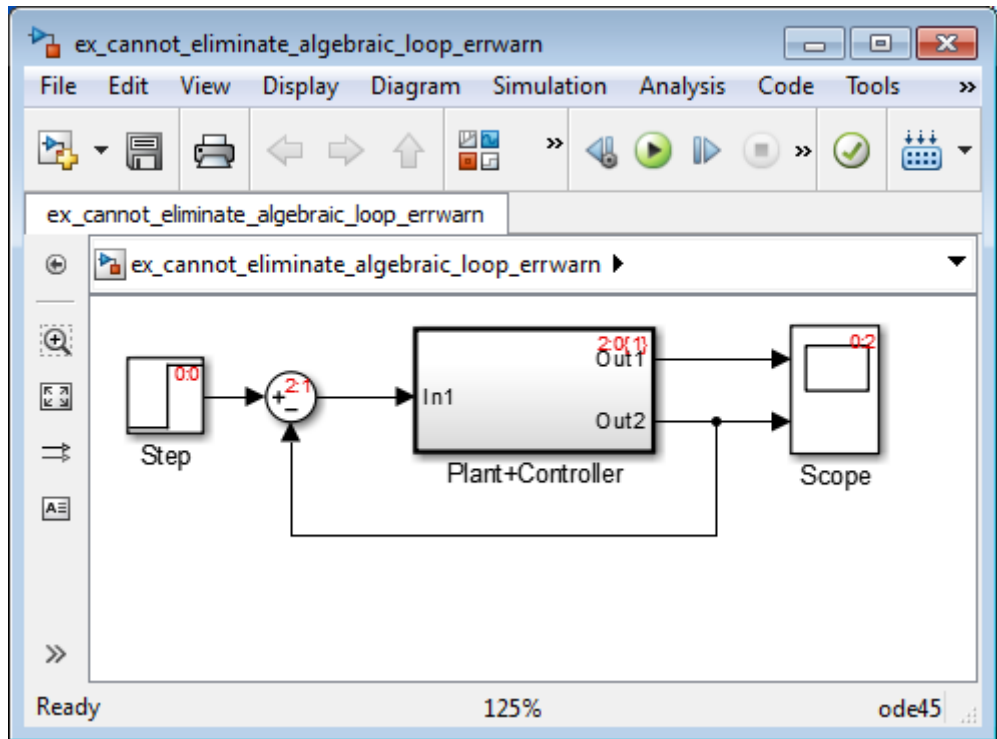 ex_cannot_eliminate_algebraic_loop_errwarn
File Edit View Display Diagram Simulation Analysis Code Tools »
» »
ex_cannot_eliminate_algebraic_loop_errwarn
ex_cannot_eliminate_algebraic_loop_errwarn
0:0
2:1
+
−
2:0{1}
Out1
0:2
In1
Out2
Step
Plant+Controller
Scope
A
»
Ready 125% ode45